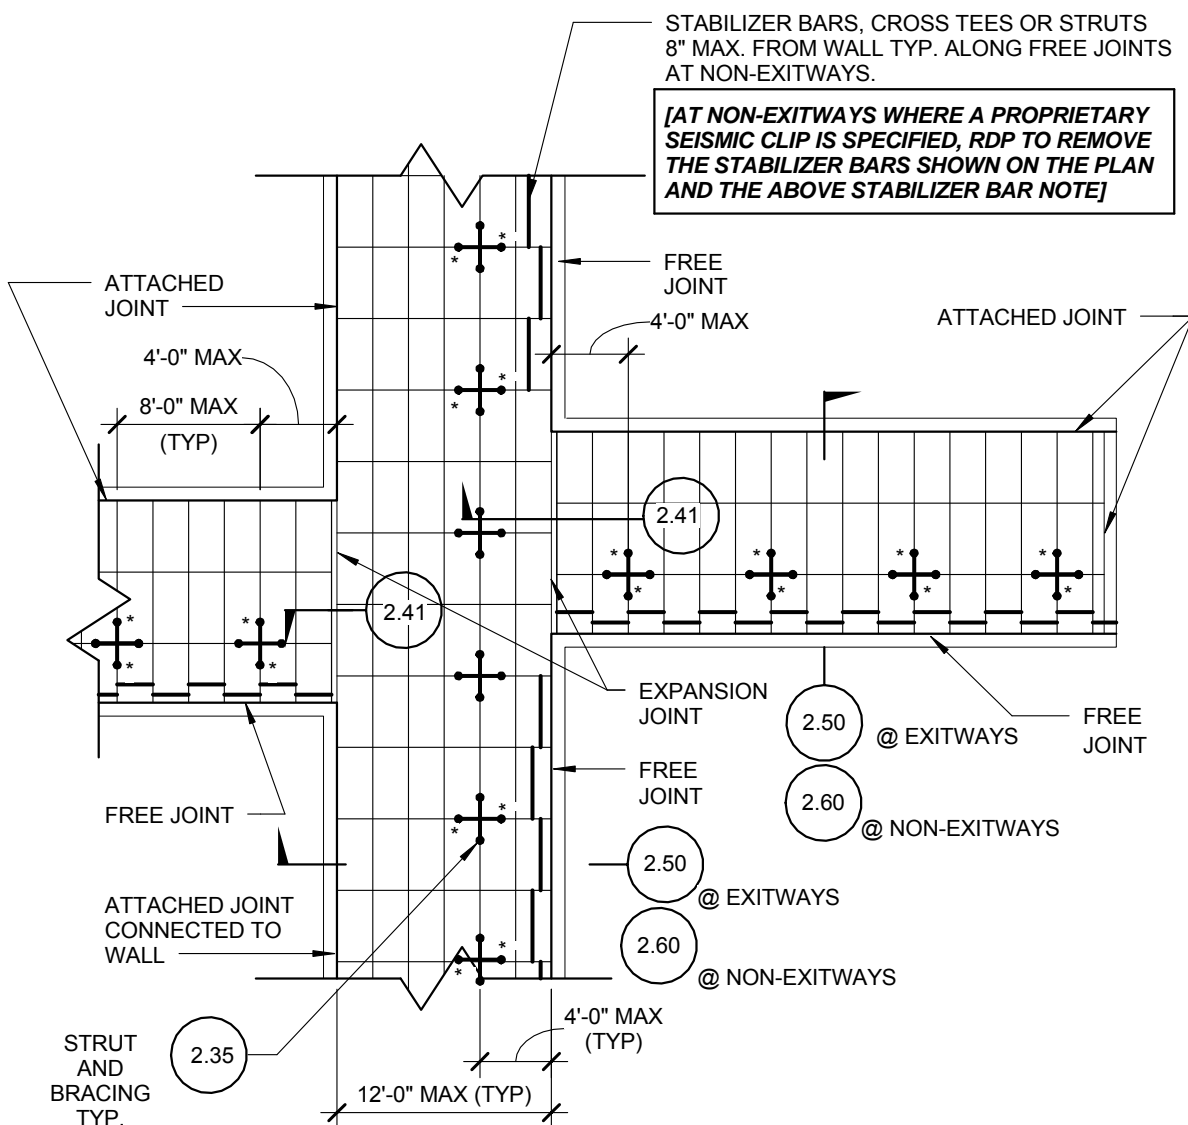 STABILIZER BARS, CROSS TEES OR STRUTS
8" MAX. FROM WALL TYP. ALONG FREE JOINTS
AT NON-EXITWAYS.
[AT NON-EXITWAYS WHERE A PROPRIETARY
SEISMIC CLIP IS SPECIFIED, RDP TO REMOVE
THE STABILIZER BARS SHOWN ON THE PLAN
AND THE ABOVE STABILIZER BAR NOTE]
ATTACHED
JOINT
FREE
JOINT
4'-0" MAX
ATTACHED JOINT
4'-0" MAX
8'-0" MAX
(TYP)
2.41
2.41
EXPANSION
JOINT
2.50
@ EXITWAYS
FREE
JOINT
2.60
@ NON-EXITWAYS
FREE
JOINT
FREE JOINT
2.50
@ EXITWAYS
2.60
@ NON-EXITWAYS
ATTACHED JOINT
CONNECTED TO
WALL
STRUT
AND
BRACING
TYP.
2.35
4'-0" MAX
(TYP)
12'-0" MAX (TYP)